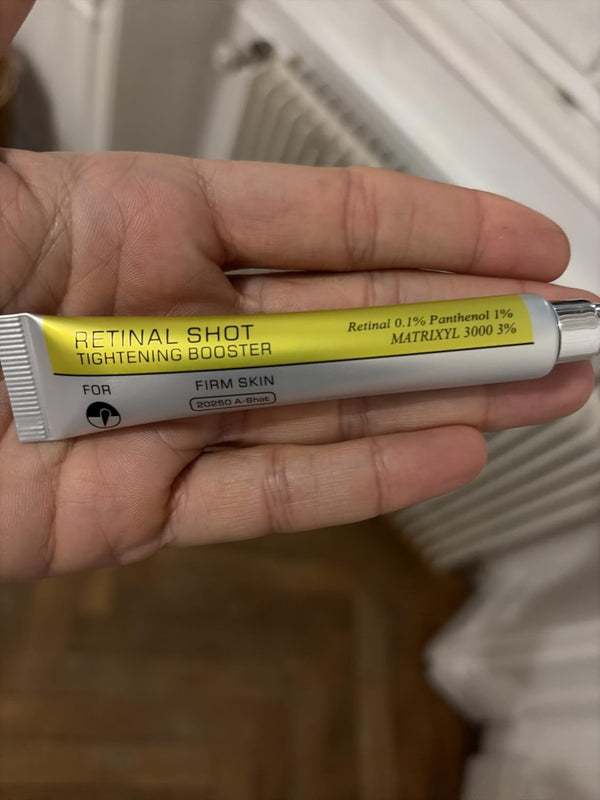 RETINAL SHOT
TIGHTENING BOOSTER
Retinal 0.1% Panthenol 1%
MATRIXYL 3000 3%
FOR
FIRM SKIN
20250 A-Shot